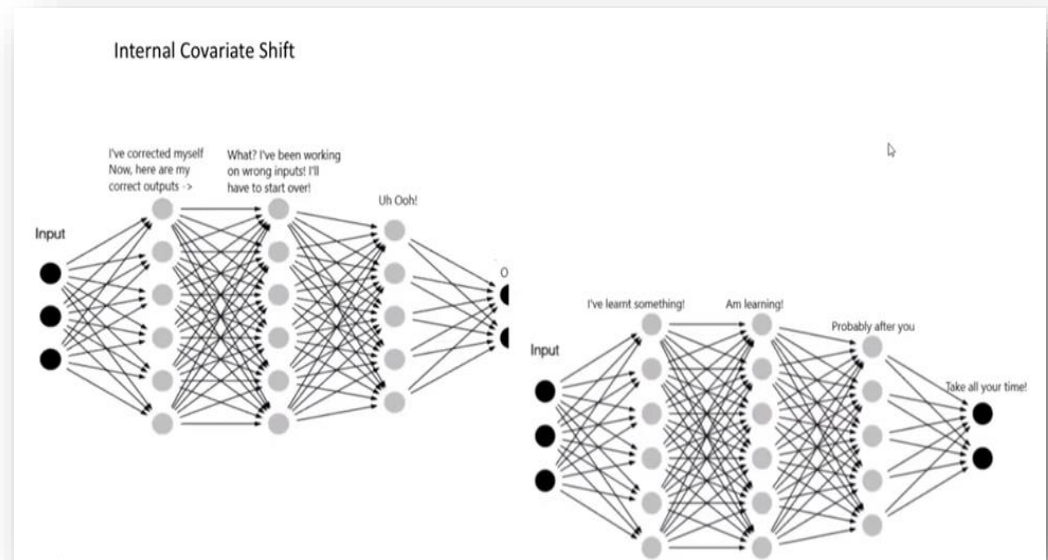 Internal Covariate Shift
I've corrected myself
Now, here are my
correct outputs ->
What? I've been working
on wrong inputs! I'll
have to start over!
Uh Ooh!
Input
I've learnt something!
Am learning!
Probably after you
Input
Take all your time!